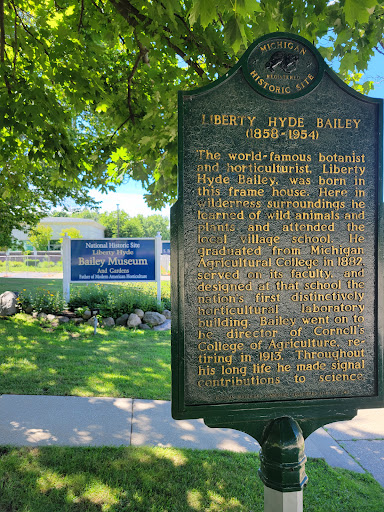 MICHIGAN
REGISTERED
HISTORIC SITE
LIBERTY HYDE BAILEY
(1858-1954)
The world-famous botanist
and horticulturist, Liberty
Hyde Bailey, was born in
this frame house. Here in
wilderness surroundings he
learned of wild animals and
plants and attended the
local village school. He
graduated from Michigan
Agricultural College in 1882,
served on its faculty, and
designed at that school the
nation's first distinctively
horticultural laboratory
building. Bailey went on to
be director of Cornell's
College of Agriculture, re-
tiring in 1913. Throughout
his long life he made signal
contributions to science.
National Historic Site
Liberty Hyde
Bailey Museum
And Gardens
Father of Modern American Horticulture